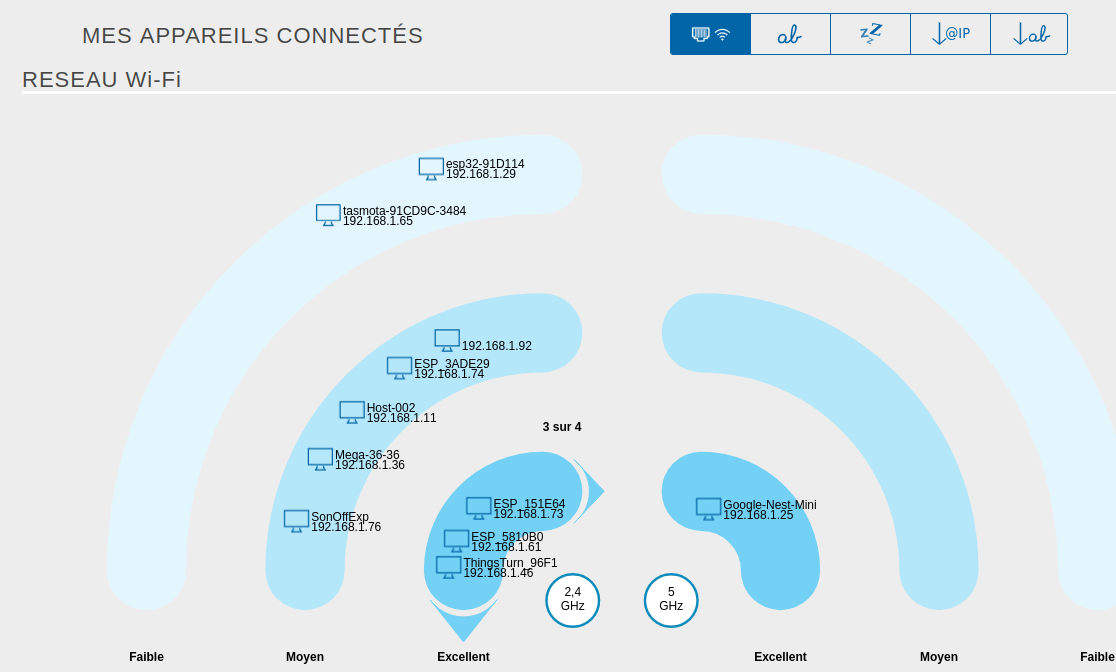 MES APPAREILS CONNECTÉS
ab
zZz
@IP
ab
RESEAU Wi-Fi
esp32-91D114
192.168.1.29
tasmota-91CD9C-3484
192.168.1.65
192.168.1.92
ESP_3ADE29
192.168.1.74
Host-002
192.168.1.11
3 sur 4
Mega-36-36
192.168.1.36
ESP_151E64
192.168.1.73
Google-Nest-Mini
192.168.1.25
SonOffExp
192.168.1.76
ESP_5810B0
192.168.1.61
ThingsTurn_96F1
192.168.1.46
2,4
GHz
5
GHz
Faible
Moyen
Excellent
Excellent
Moyen
Faible